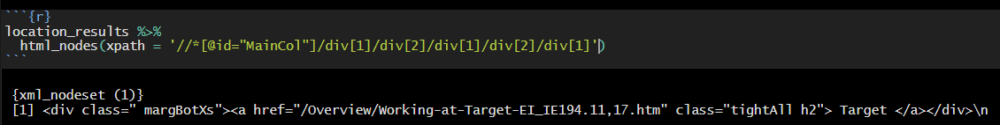 ```{r}
location_results %>%
  html_nodes(xpath = '//*[@id="MainCol"]/div[1]/div[2]/div[1]/div[2]/div[1]')
```
{xml_nodeset (1)}
[1] <div class=" margBotXs"><a href="/Overview/Working-at-Target-EI_IE194.11,17.htm" class="tightAll h2"> Target </a></div>\n